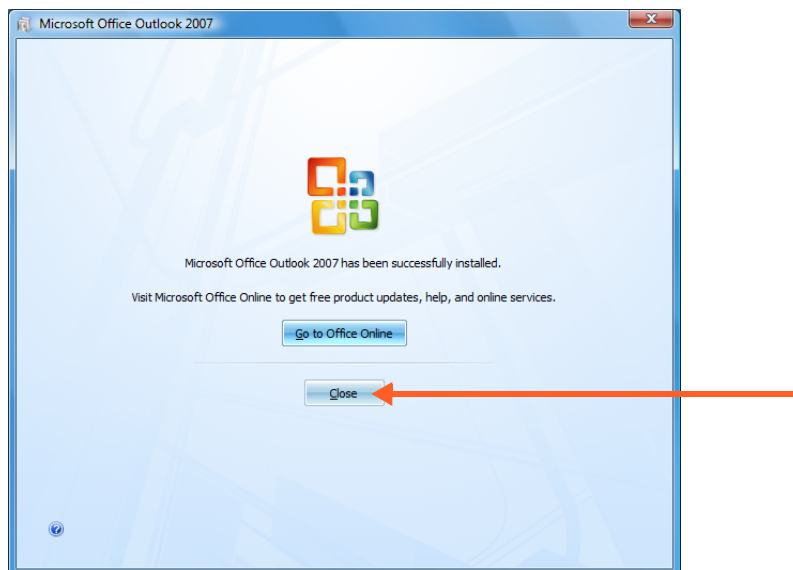 Microsoft Office Outlook 2007
Microsoft Office Outlook 2007 has been successfully installed.
Visit Microsoft Office Online to get free product updates, help, and online services.
Go to Office Online
Close